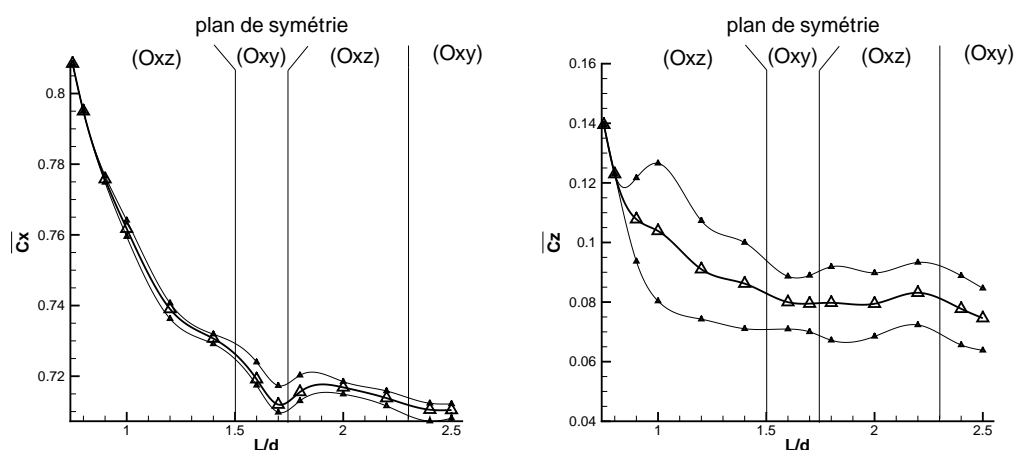 plan de symétrie
(Oxz) (Oxy) (Oxz) (Oxy)
0.8
0.78
0.76
0.74
0.72
Cx
1 1.5 2 2.5
L/d
plan de symétrie
(Oxz) (Oxy) (Oxz) (Oxy)
0.16
0.14
0.12
0.1
0.08
0.06
0.04
Cz
1 1.5 2 2.5
L/d